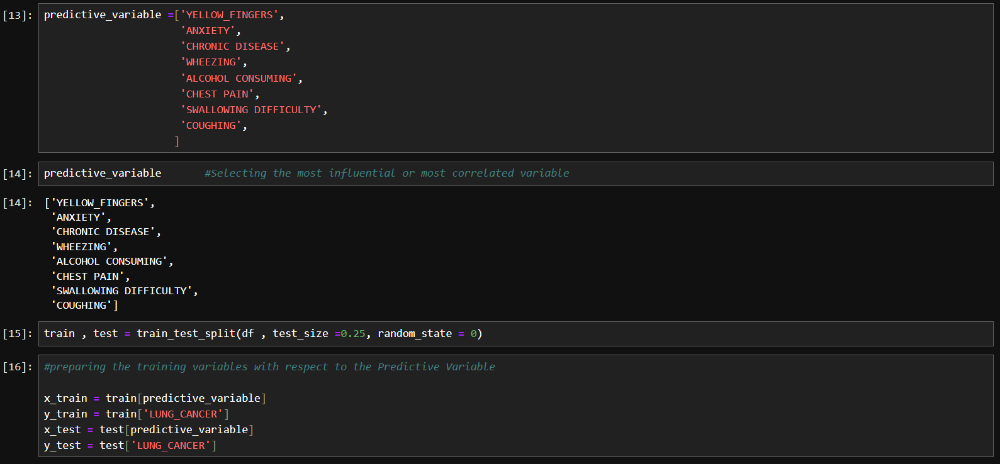 [13]: predictive_variable =['YELLOW_FINGERS',
'ANXIETY',
'CHRONIC DISEASE',
'WHEEZING',
'ALCOHOL CONSUMING',
'CHEST PAIN',
'SWALLOWING DIFFICULTY',
'COUGHING',
]
[14]: predictive_variable #Selecting the most influential or most correlated variable
[14]: ['YELLOW_FINGERS',
'ANXIETY',
'CHRONIC DISEASE',
'WHEEZING',
'ALCOHOL CONSUMING',
'CHEST PAIN',
'SWALLOWING DIFFICULTY',
'COUGHING']
[15]: train , test = train_test_split(df , test_size =0.25, random_state = 0)
[16]: #preparing the training variables with respect to the Predictive Variable
x_train = train[predictive_variable]
y_train = train['LUNG_CANCER']
x_test = test[predictive_variable]
y_test = test['LUNG_CANCER']